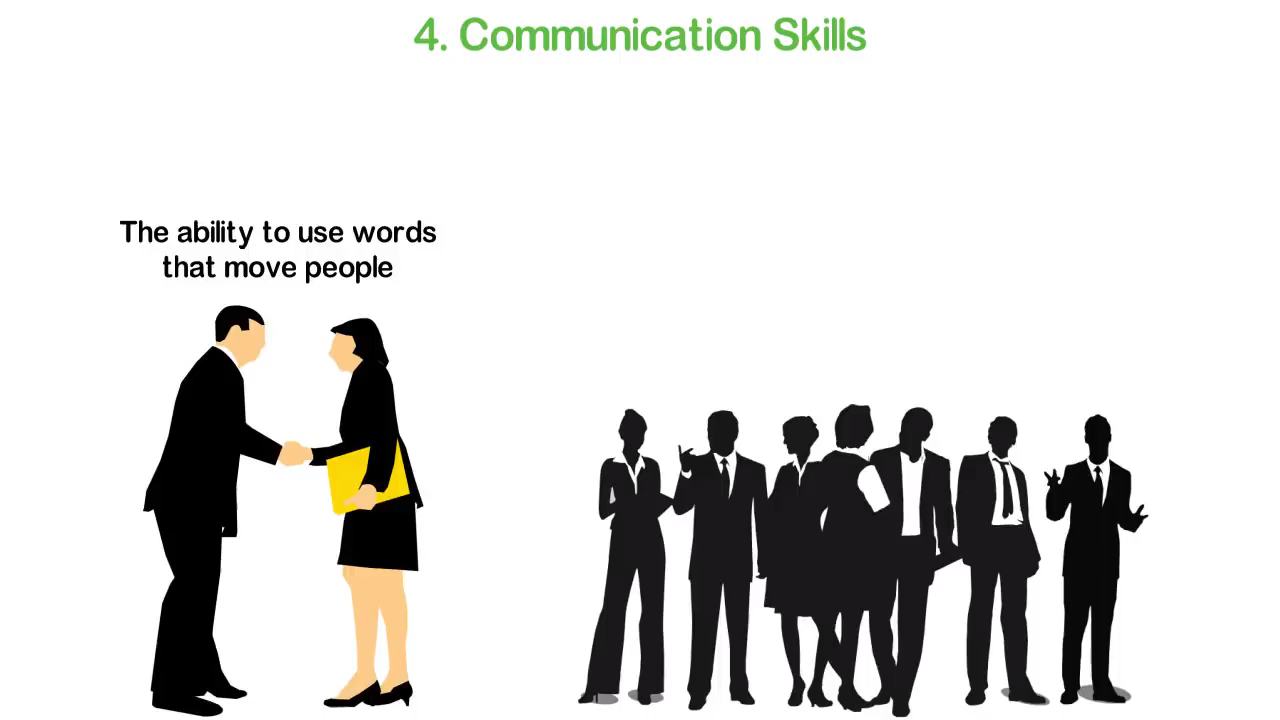 4. Communication Skills
The ability to use words
that move people